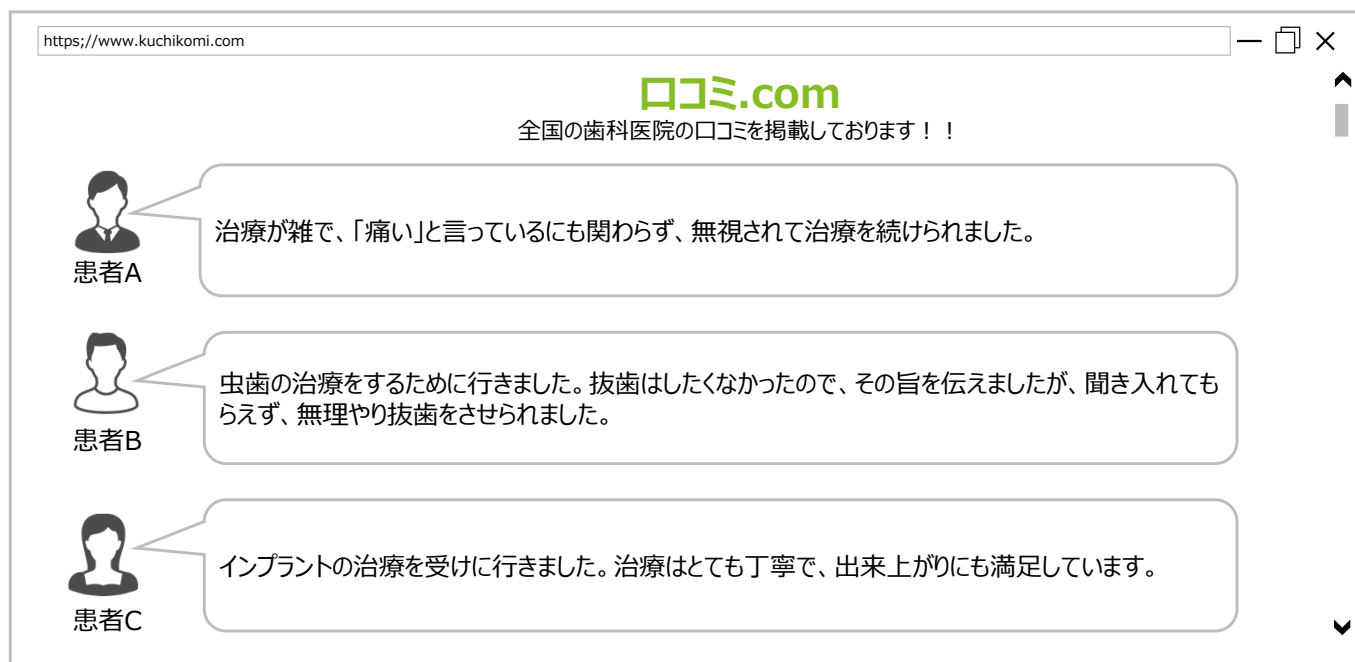 https;//www.kuchikomi.com
口コミ.com
全国の歯科医院の口コミを掲載しております！！
治療が雑で、「痛い」と言っているにも関わらず、無視されて治療を続けられました。
患者A
虫歯の治療をするために行きました。抜歯はしたくなかったので、その旨を伝えましたが、聞き入れても
らえず、無理やり抜歯をさせられました。
患者B
インプラントの治療を受けに行きました。治療はとても丁寧で、出来上がりにも満足しています。
患者C